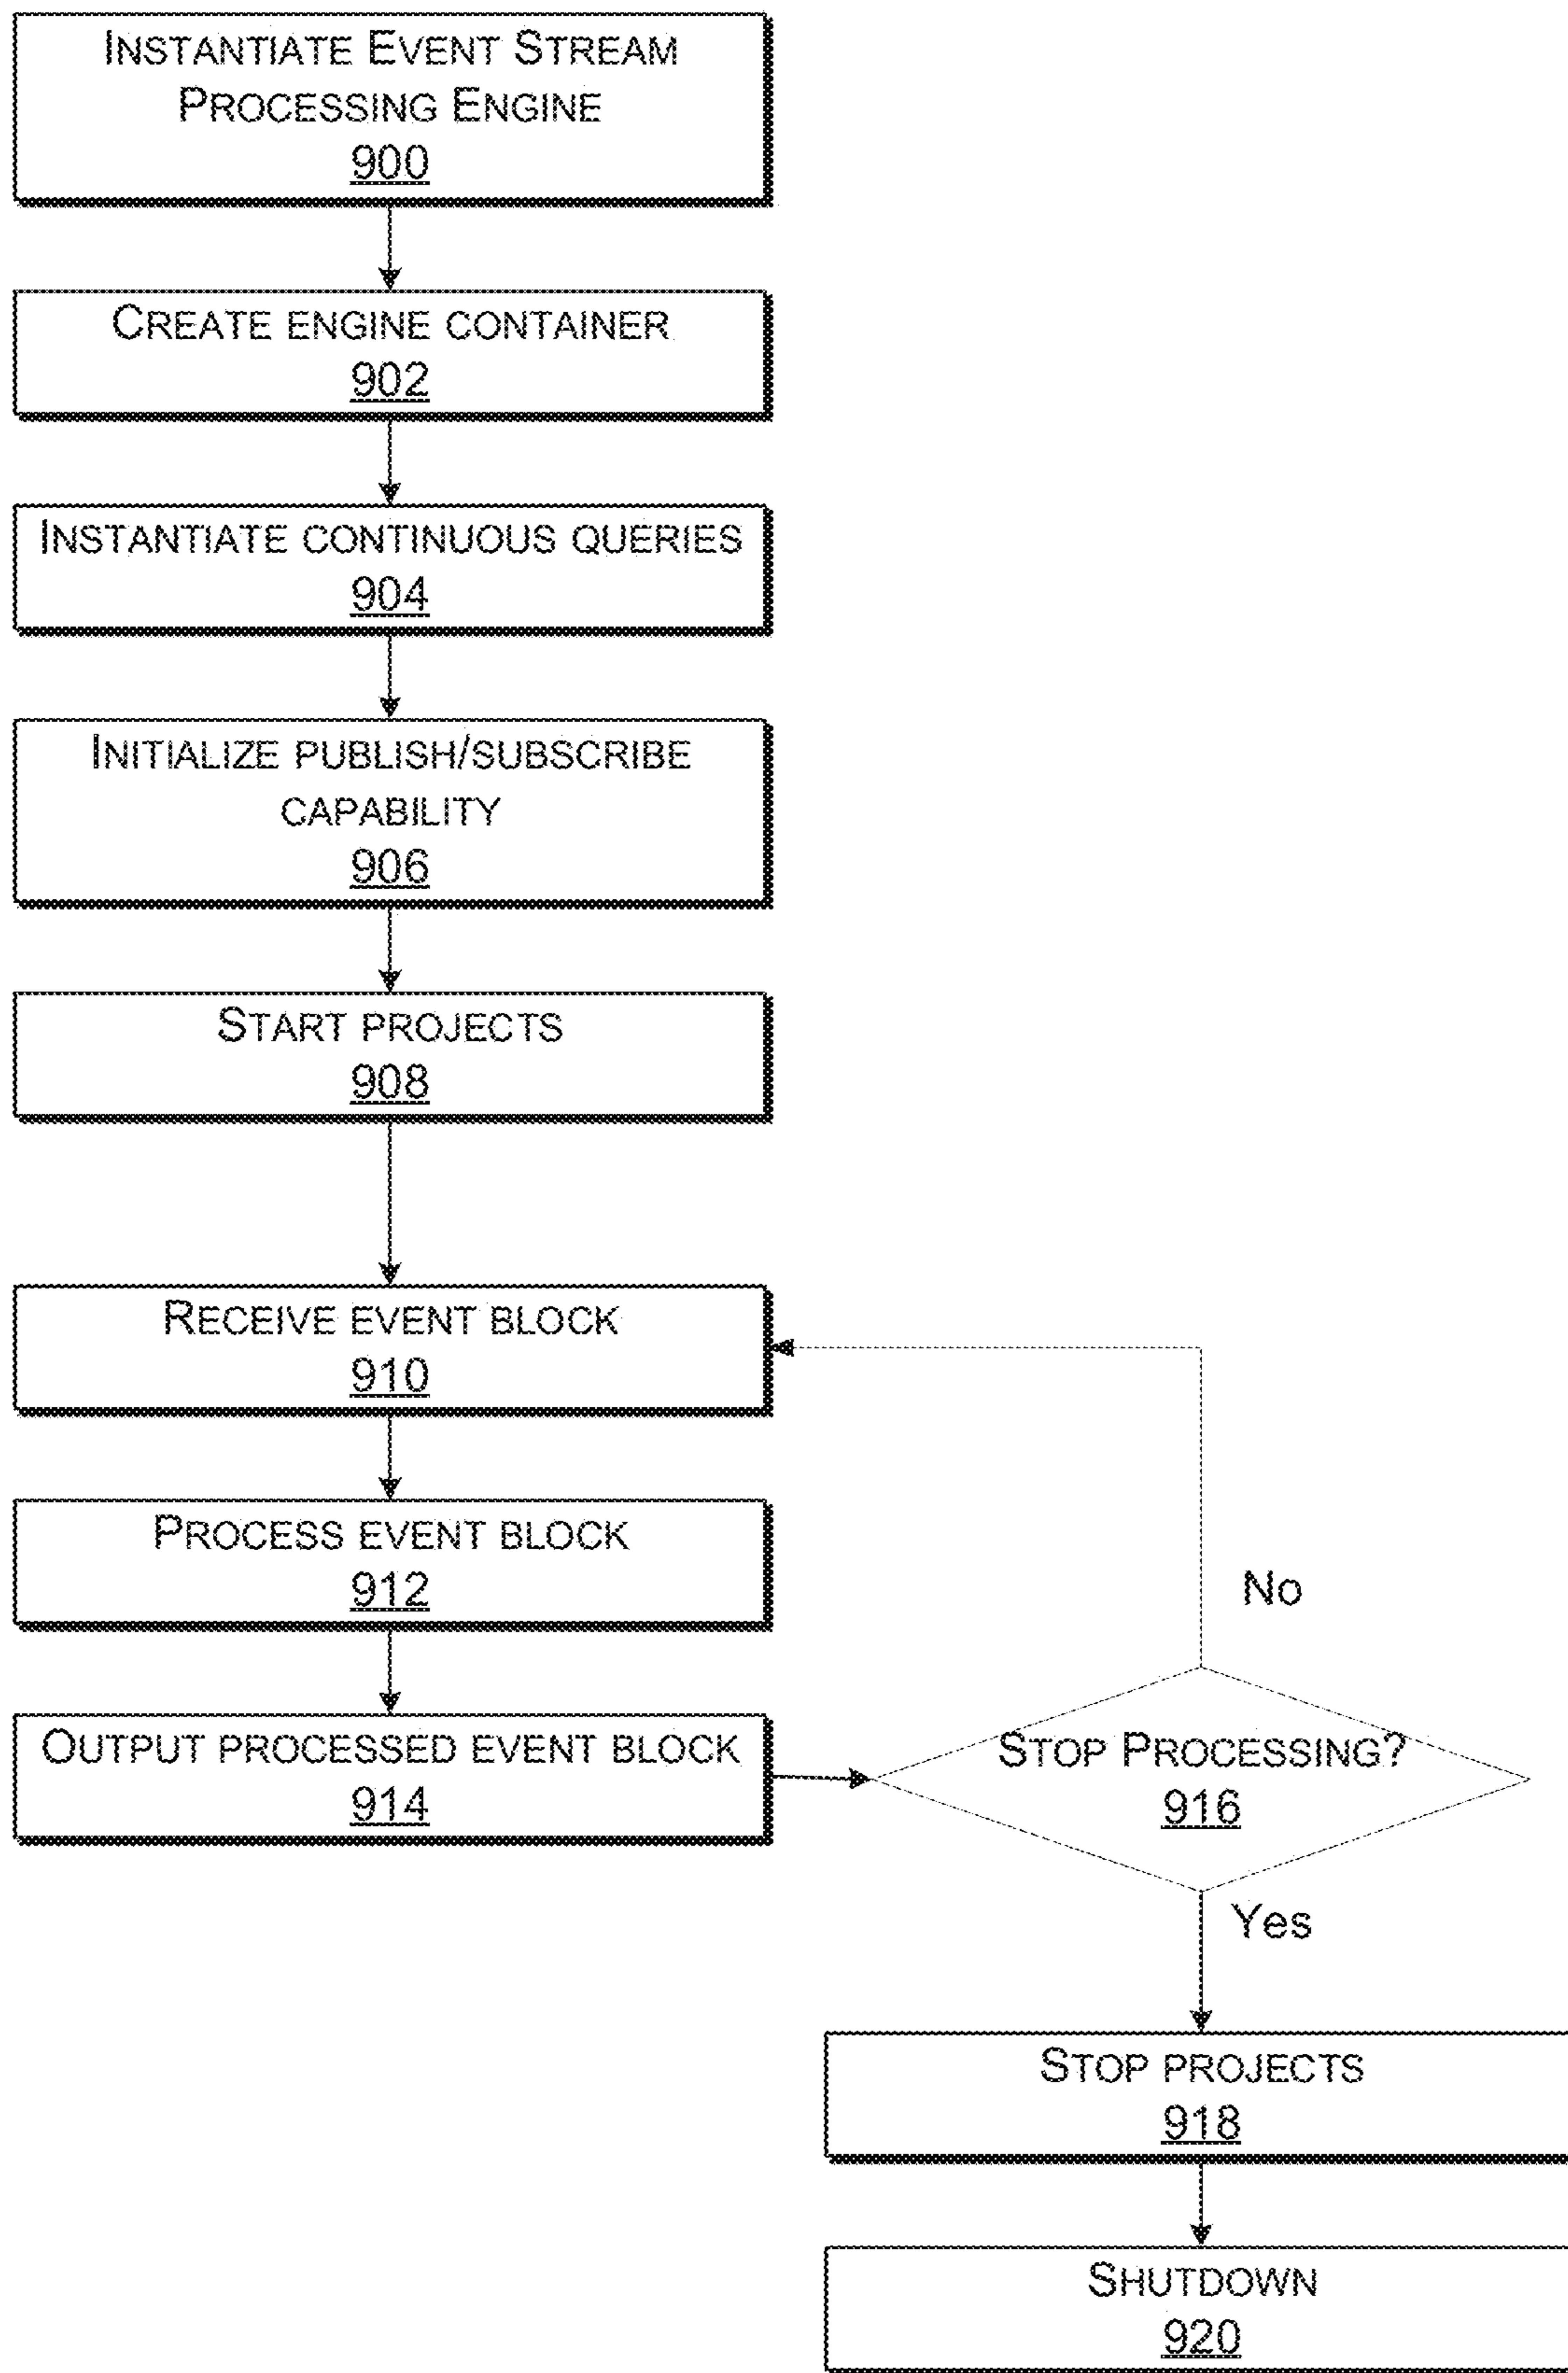 INSTANTIATE EVENT STREAM
PROCESSING ENGINE
900
CREATE ENGINE CONTAINER
902
INSTANTIATE CONTINUOUS QUERIES
904
INITIALIZE PUBLISH/SUBSCRIBE
CAPABILITY
906
START PROJECTS
908
RECEIVE EVENT BLOCK
910
PROCESS EVENT BLOCK
912
OUTPUT PROCESSED EVENT BLOCK
914
No
STOP PROCESSING?
916
Yes
STOP PROJECTS
918
SHUTDOWN
920